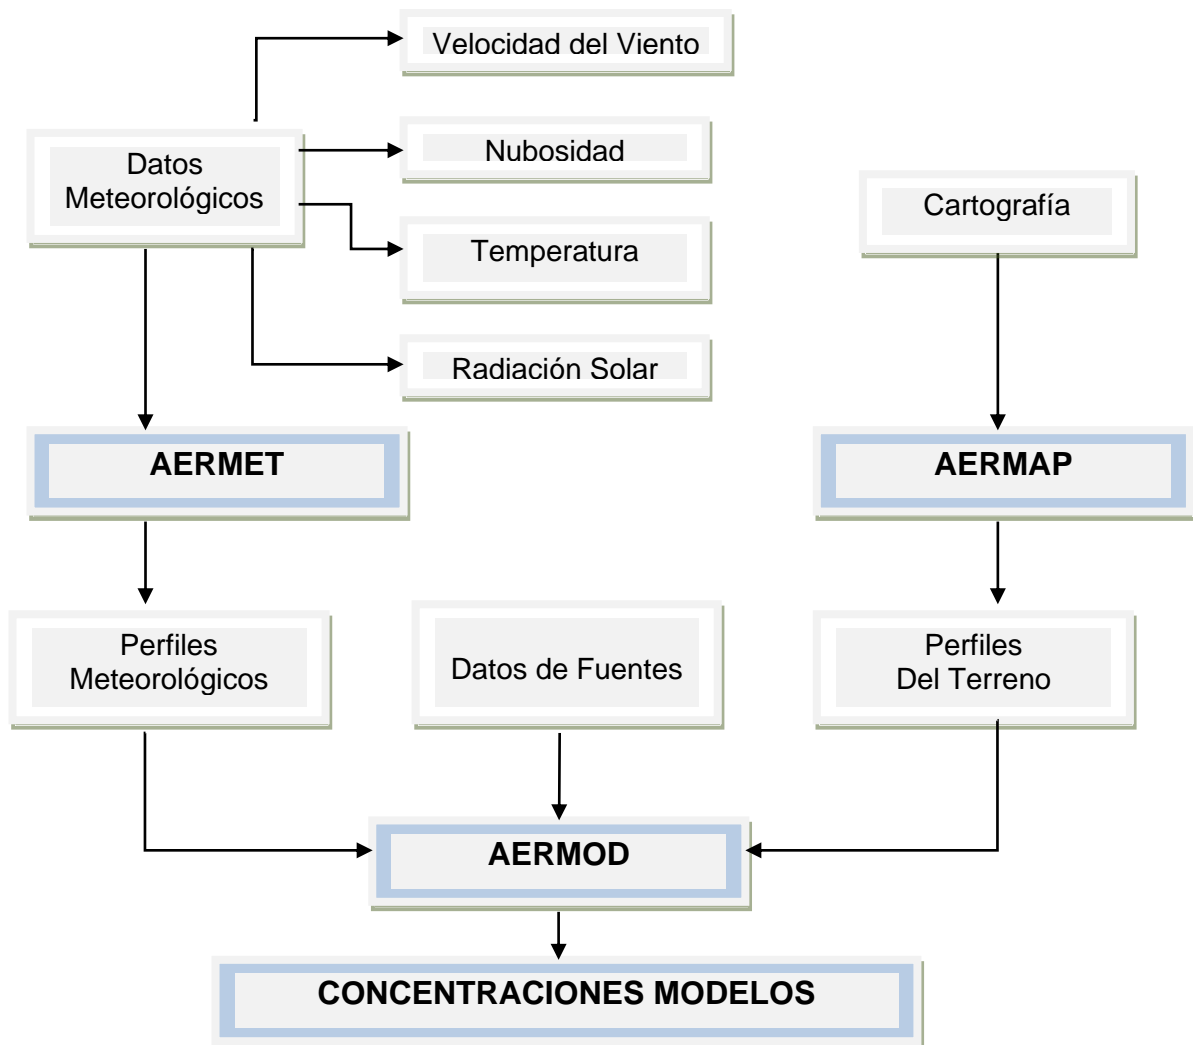 Velocidad del Viento
Nubosidad
Datos
Meteorológicos
Cartografía
Temperatura
Radiación Solar
AERMET
AERMAP
Perfiles
Meteorológicos
Datos de Fuentes
Perfiles
Del Terreno
AERMOD
CONCENTRACIONES MODELOS